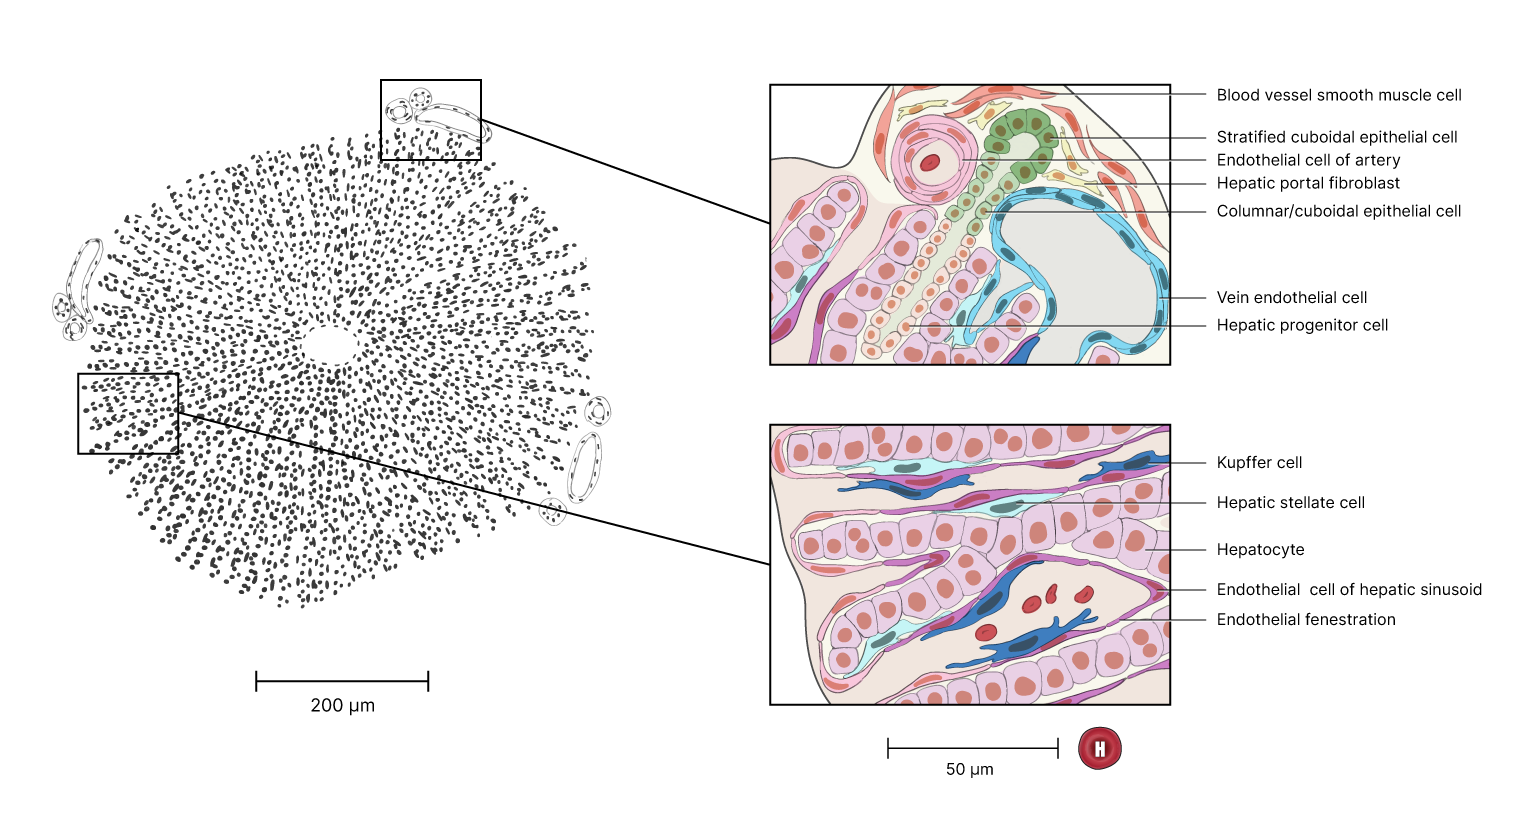 Blood vessel smooth muscle cell
Stratified cuboidal epithelial cell
Endothelial cell of artery
Hepatic portal fibroblast
Columnar/cuboidal epithelial cell
Vein endothelial cell
Hepatic progenitor cell
Kupffer cell
Hepatic stellate cell
Hepatocyte
Endothelial  cell of hepatic sinusoid
Endothelial fenestration
200 µm
50 µm
H